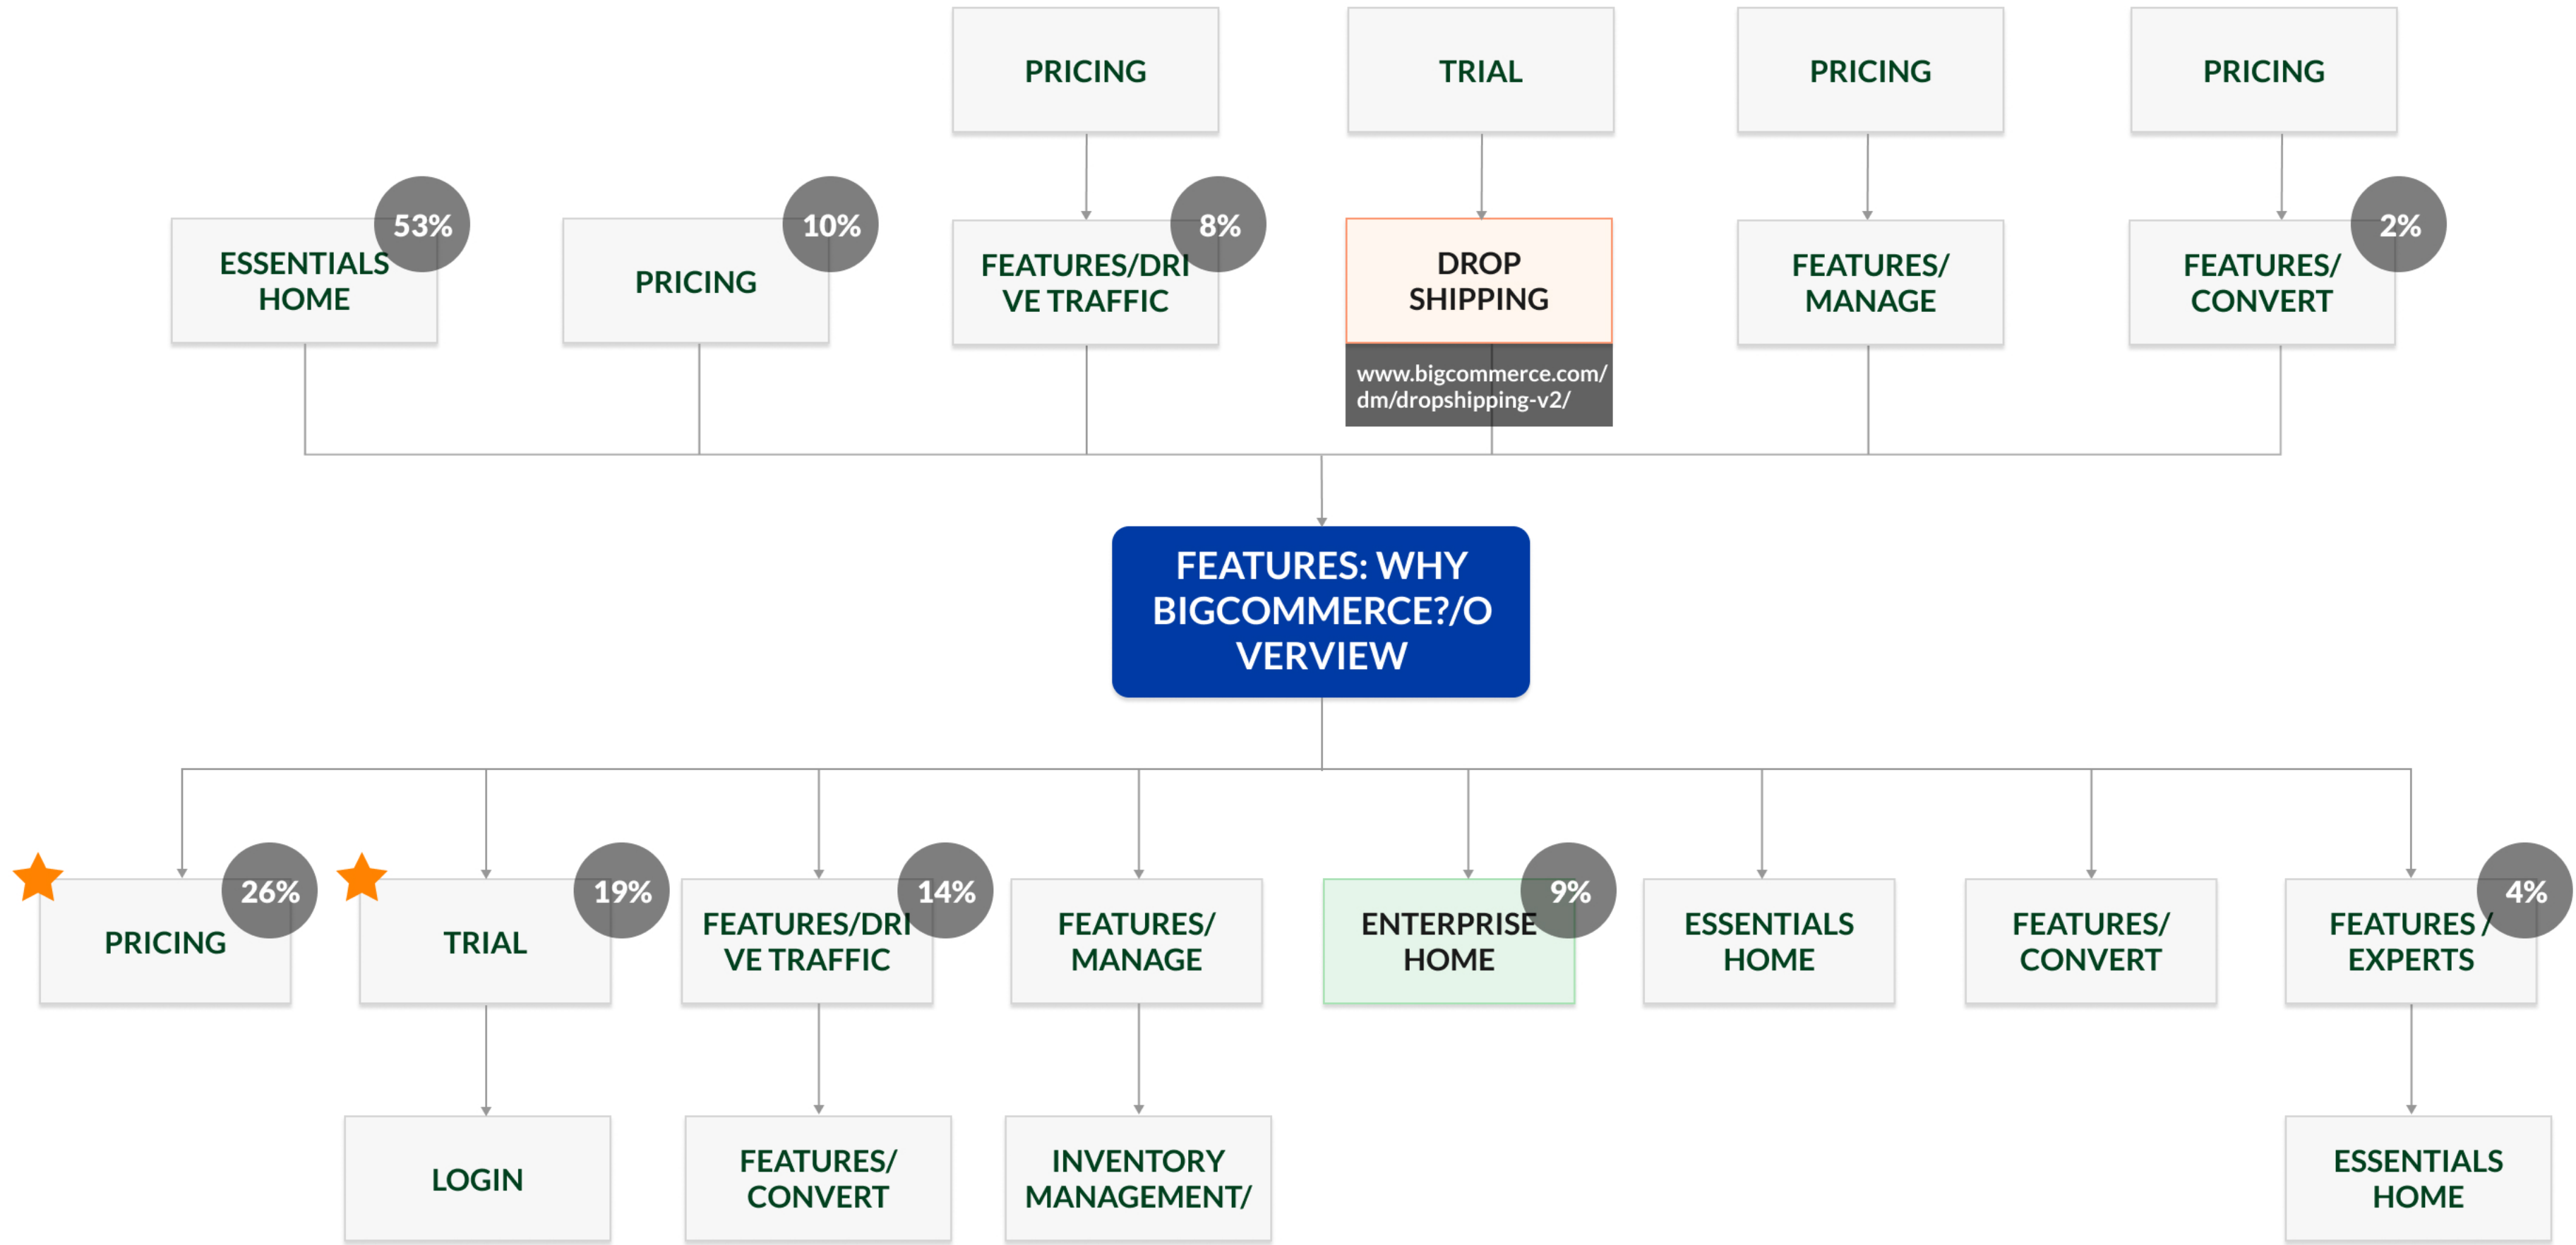 PRICING
TRIAL
PRICING
PRICING
53%
ESSENTIALS
HOME
10%
PRICING
8%
FEATURES/DRI
VE TRAFFIC
DROP
SHIPPING
www.bigcommerce.com/
dm/dropshipping-v2/
FEATURES/
MANAGE
2%
FEATURES/
CONVERT
FEATURES: WHY
BIGCOMMERCE?/O
VERVIEW
26%
PRICING
19%
TRIAL
14%
FEATURES/DRI
VE TRAFFIC
FEATURES/
MANAGE
9%
ENTERPRISE
HOME
ESSENTIALS
HOME
FEATURES/
CONVERT
4%
FEATURES /
EXPERTS
LOGIN
FEATURES/
CONVERT
INVENTORY
MANAGEMENT/
ESSENTIALS
HOME